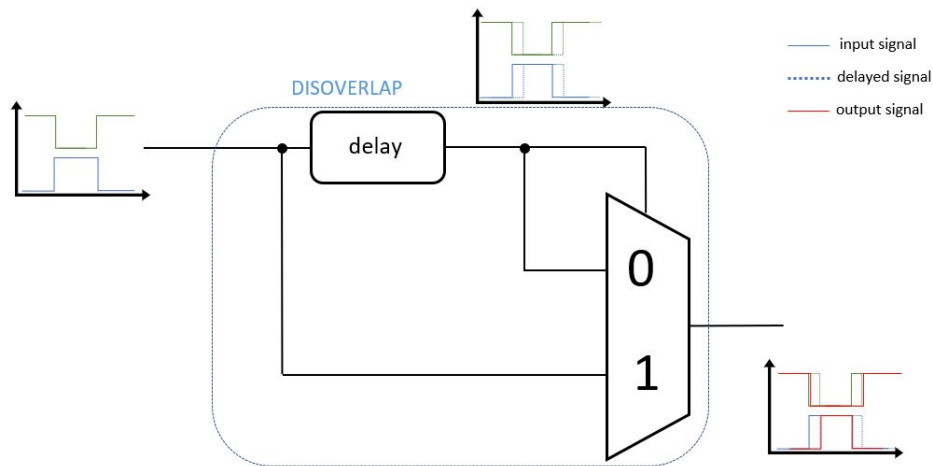 input signal
delayed signal
output signal
DISOVERLAP
delay
0
1